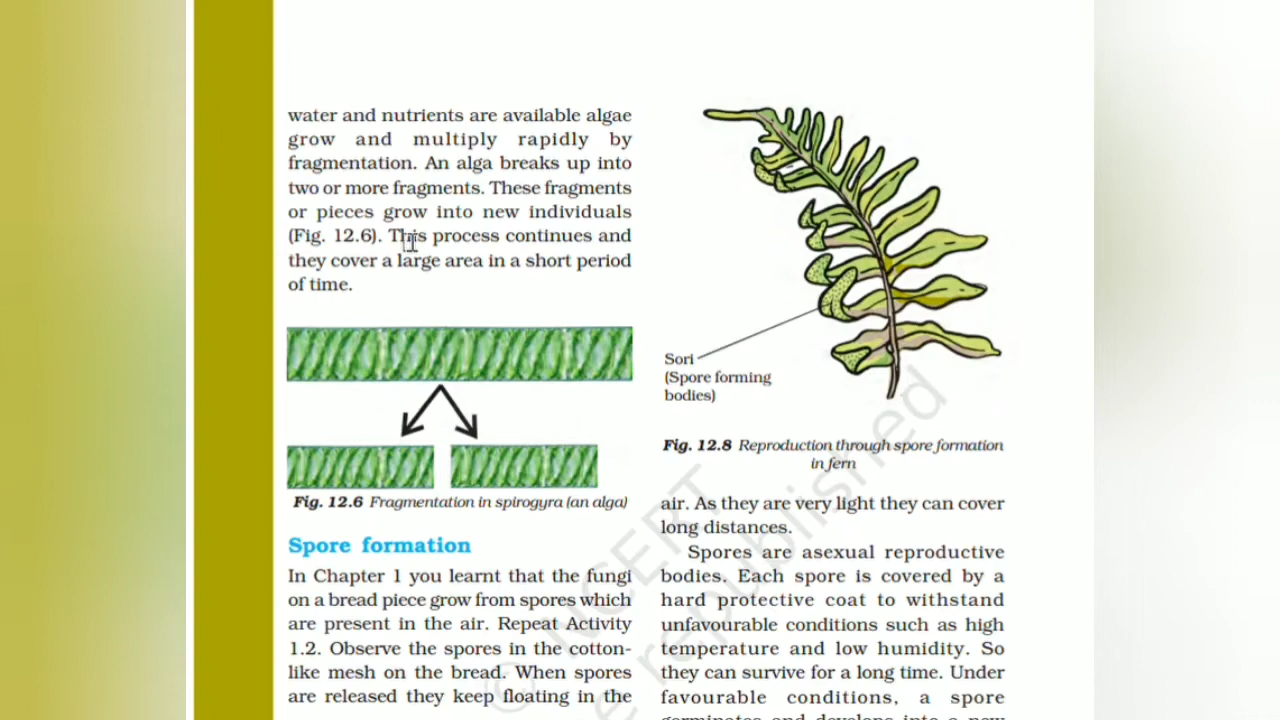 water and nutrients are available algae
grow and multiply rapidly by
fragmentation. An alga breaks up into
two or more fragments. These fragments
or pieces grow into new individuals
(Fig. 12.6). This process continues and
they cover a large area in a short period
of time.
Fig. 12.6 Fragmentation in spirogyra (an alga)
Spore formation
In Chapter 1 you learnt that the fungi
on a bread piece grow from spores which
are present in the air. Repeat Activity
1.2. Observe the spores in the cotton-
like mesh on the bread. When spores
are released they keep floating in the
Sori
(Spore forming
bodies)
Fig. 12.8 Reproduction through spore formation
in fern
air. As they are very light they can cover
long distances.
Spores are asexual reproductive
bodies. Each spore is covered by a
hard protective coat to withstand
unfavourable conditions such as high
temperature and low humidity. So
they can survive for a long time. Under
favourable conditions, a spore
germinates and develops into a new
© NCERT
republished